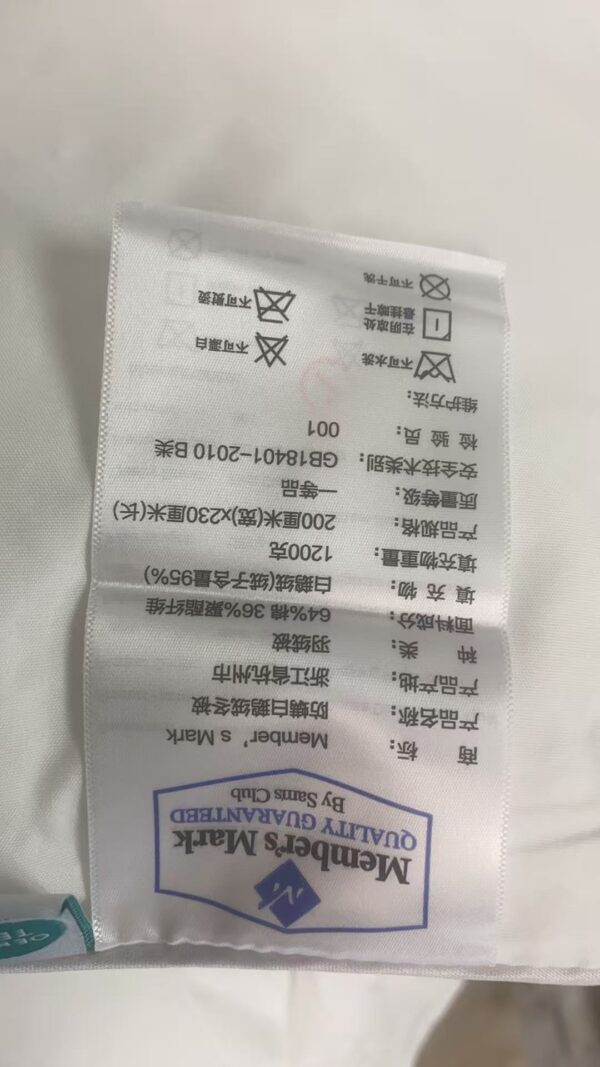 Member's Mark
QUALITY GUARANTEED
By Sam's Club
商 标: Member's Mark
产品名称: 防螨白鹅绒冬被
产品产地: 浙江省杭州市
种 类: 羽绒被
面料成分: 64%棉 36%聚酯纤维
填 充 物: 白鹅绒(绒子含量95%)
填充物重量: 1200克
产品规格: 200厘米(宽)x230厘米(长)
质量等级: 一等品
安全技术类别: GB18401-2010 B类
检 验 员: 001
维护方法:
不可水洗 不可漂白
在阴凉处
悬挂晾干
不可熨烫
不可干洗